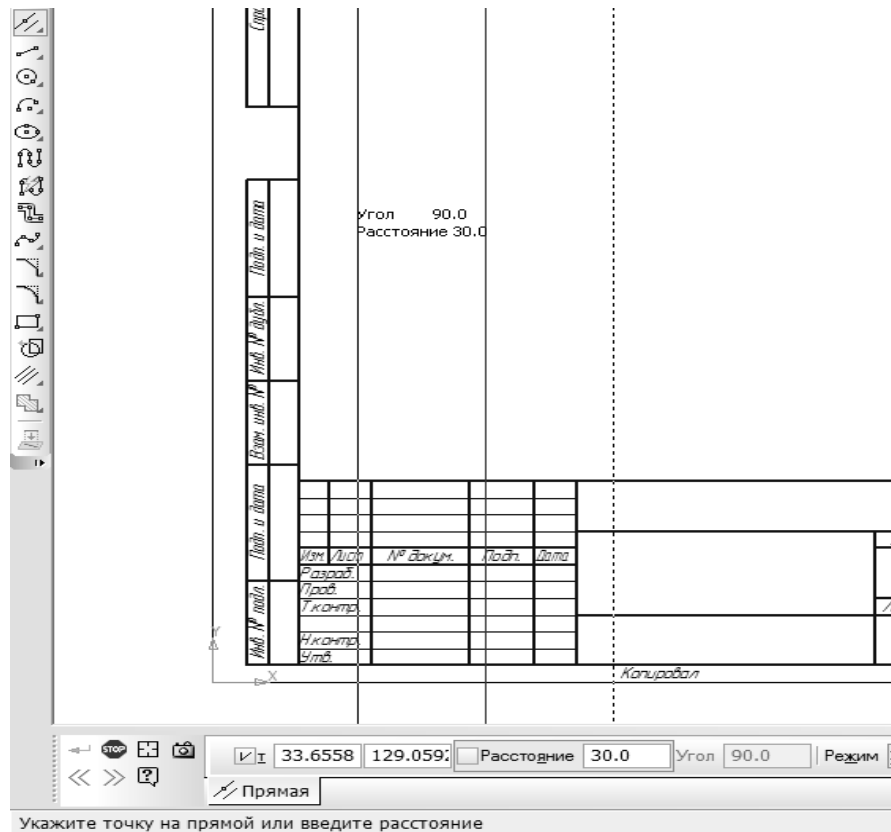 Подп. и дата
Инв. № дубл.
Взам. инв. №
Подп. и дата
Инв. № подл.
Угол 90.0
Расстояние 30.0
Изм. Лист № докум. Подп. Дата
Разраб.
Пров.
Т.контр.
Н.контр.
Утв.
Копировал
Y
X
STOP
т 33.6558 129.059 Расстояние 30.0 Угол 90.0 Режим
Прямая
Укажите точку на прямой или введите расстояние